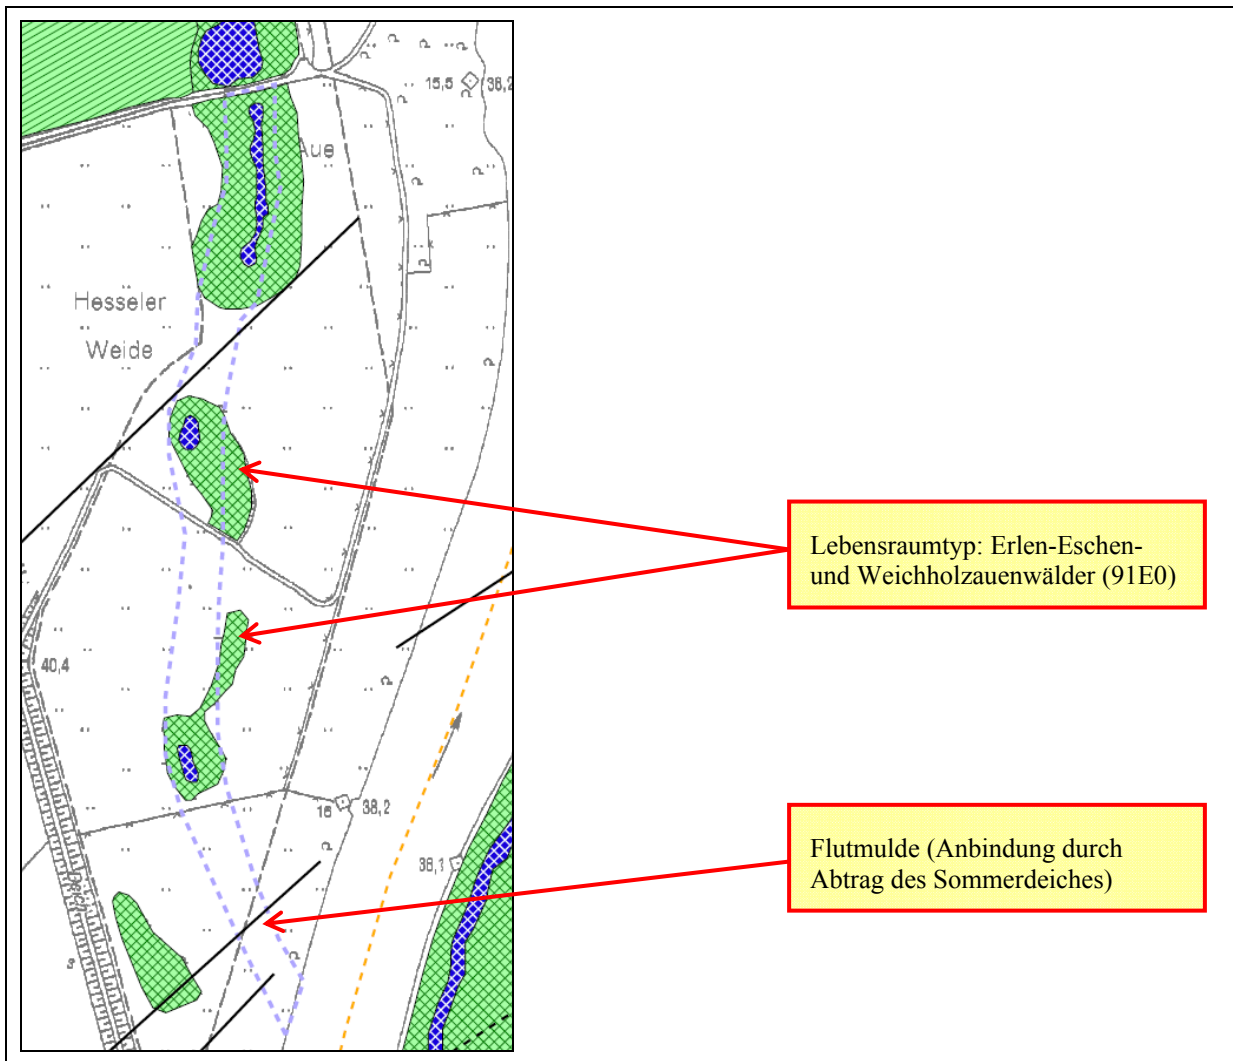 15,5
38,2
Aue
Hesseler
Weide
Lebensraumtyp: Erlen-Eschen-
und Weichholzauenwälder (91E0)
40,4
16
38,2
Flutmulde (Anbindung durch
Abtrag des Sommerdeiches)
38,1
Deich